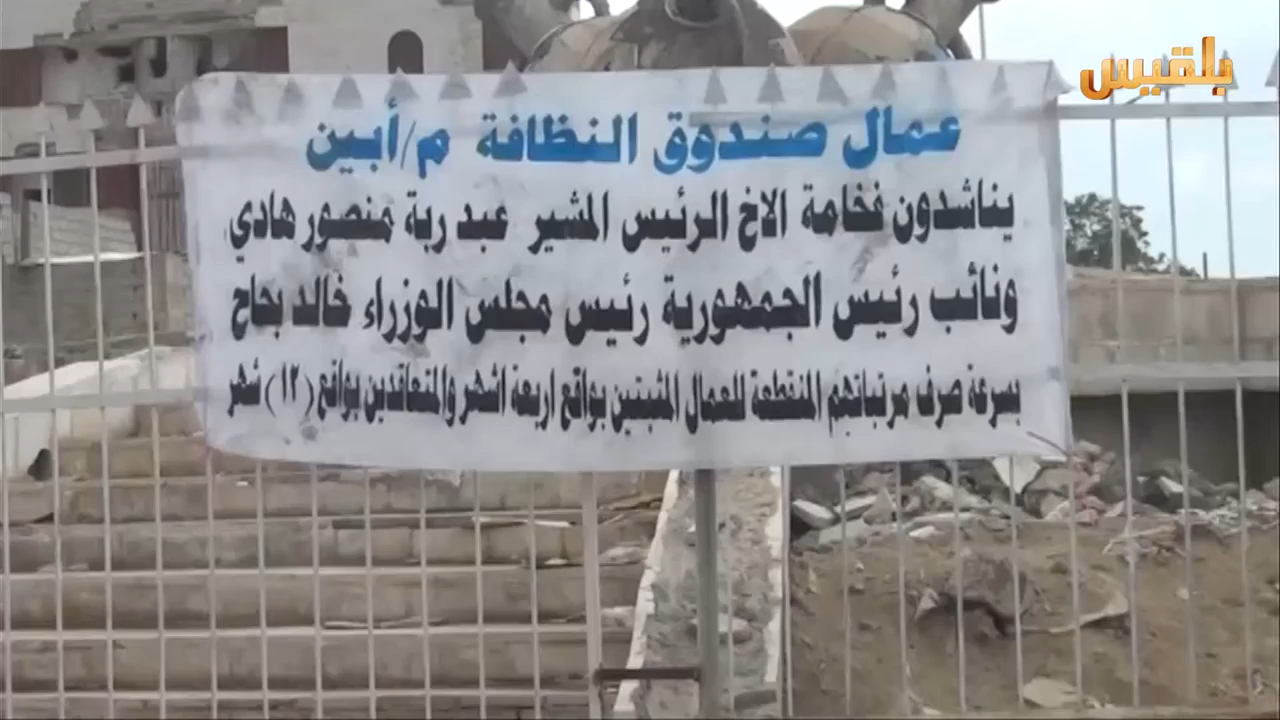 بلقيس
عمال صندوق النظافة م/أبين
يناشدون فخامة الاخ الرئيس المشير عبد ربة منصور هادي
ونائب رئيس الجمهورية رئيس مجلس الوزراء خالد بحاح
بسرعة صرف مرتباتهم المنقطعة للعمال المثبتين بواقع اربعة اشهر والمتعاقدين بواقع (١٢) شهر